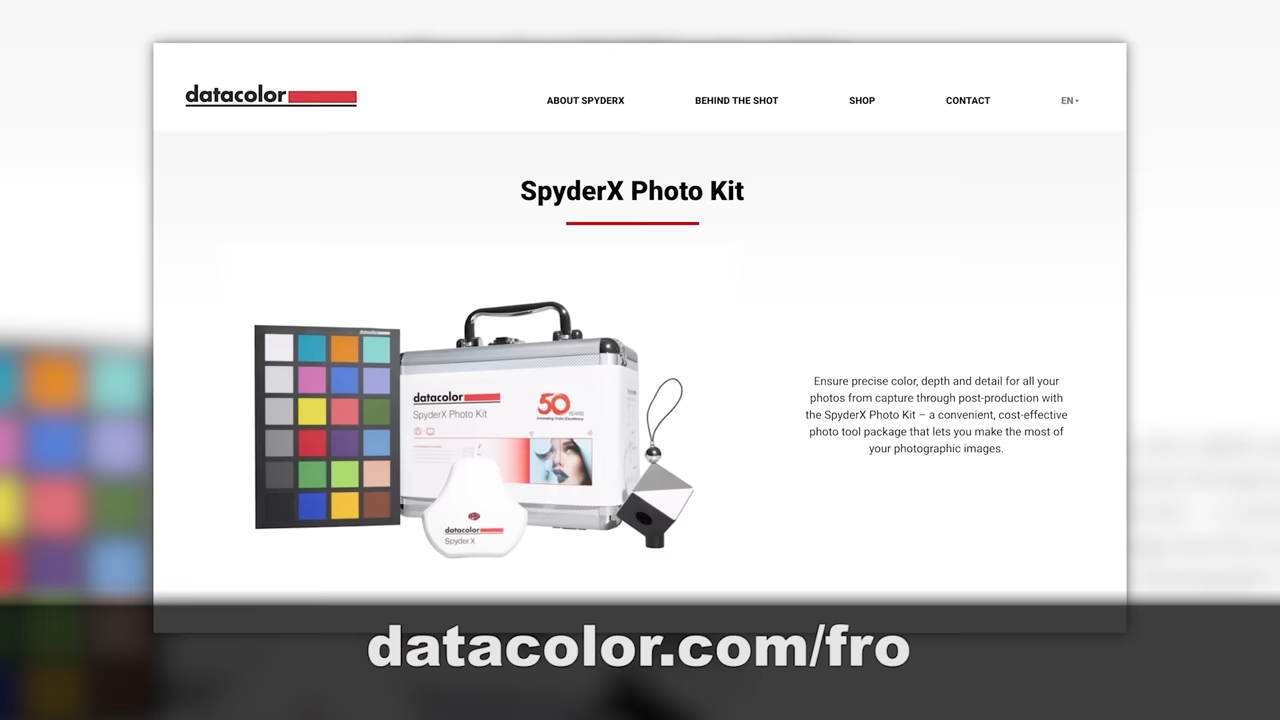 datacolor
ABOUT SPYDERX
BEHIND THE SHOT
SHOP
CONTACT
EN
SpyderX Photo Kit
datacolor
SpyderX Photo Kit
50 YEARS
datacolor
Spyder X
Ensure precise color, depth and detail for all your
photos from capture through post-production with
the SpyderX Photo Kit – a convenient, cost-effective
photo tool package that lets you make the most of
your photographic images.
datacolor.com/fro